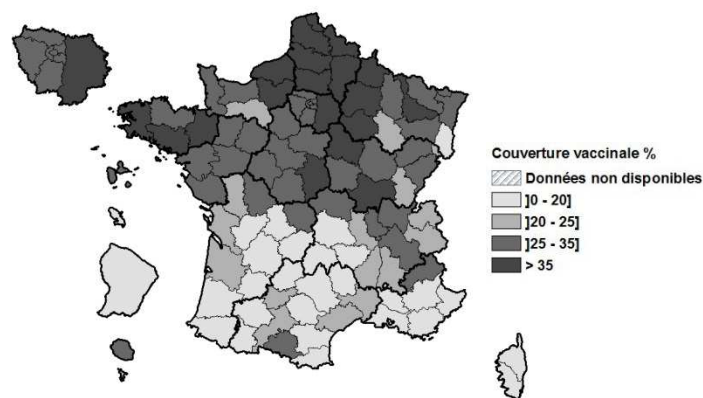 Couverture vaccinale %
Données non disponibles
]0 - 20]
]20 - 25]
]25 - 35]
> 35